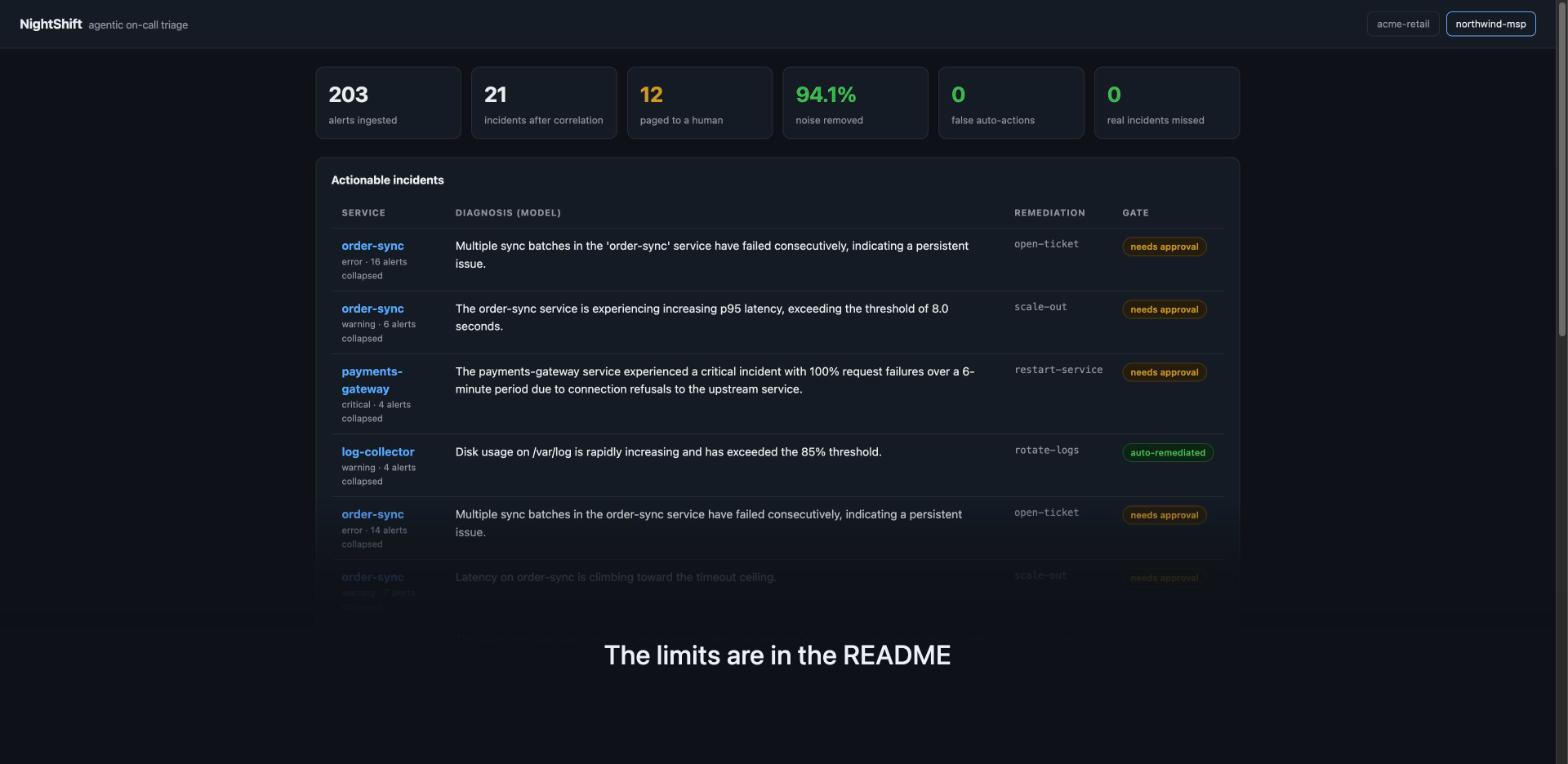 NightShift agentic on-call triage
acme-retail
northwind-msp
203
alerts ingested
21
incidents after correlation
12
paged to a human
94.1%
noise removed
0
false auto-actions
0
real incidents missed
Actionable incidents
SERVICE DIAGNOSIS (MODEL) REMEDIATION GATE
order-sync
error · 16 alerts
collapsed
Multiple sync batches in the 'order-sync' service have failed consecutively, indicating a persistent
issue.
open-ticket
needs approval
order-sync
warning · 6 alerts
collapsed
The order-sync service is experiencing increasing p95 latency, exceeding the threshold of 8.0
seconds.
scale-out
needs approval
payments-
gateway
critical · 4 alerts
collapsed
The payments-gateway service experienced a critical incident with 100% request failures over a 6-
minute period due to connection refusals to the upstream service.
restart-service
needs approval
log-collector
warning · 4 alerts
collapsed
Disk usage on /var/log is rapidly increasing and has exceeded the 85% threshold.
rotate-logs
auto-remediated
order-sync
error · 14 alerts
collapsed
Multiple sync batches in the order-sync service have failed consecutively, indicating a persistent
issue.
open-ticket
needs approval
order-sync
warning · 7 alerts
Latency on order-sync is climbing toward the timeout ceiling.
scale-out
needs approval
The limits are in the README